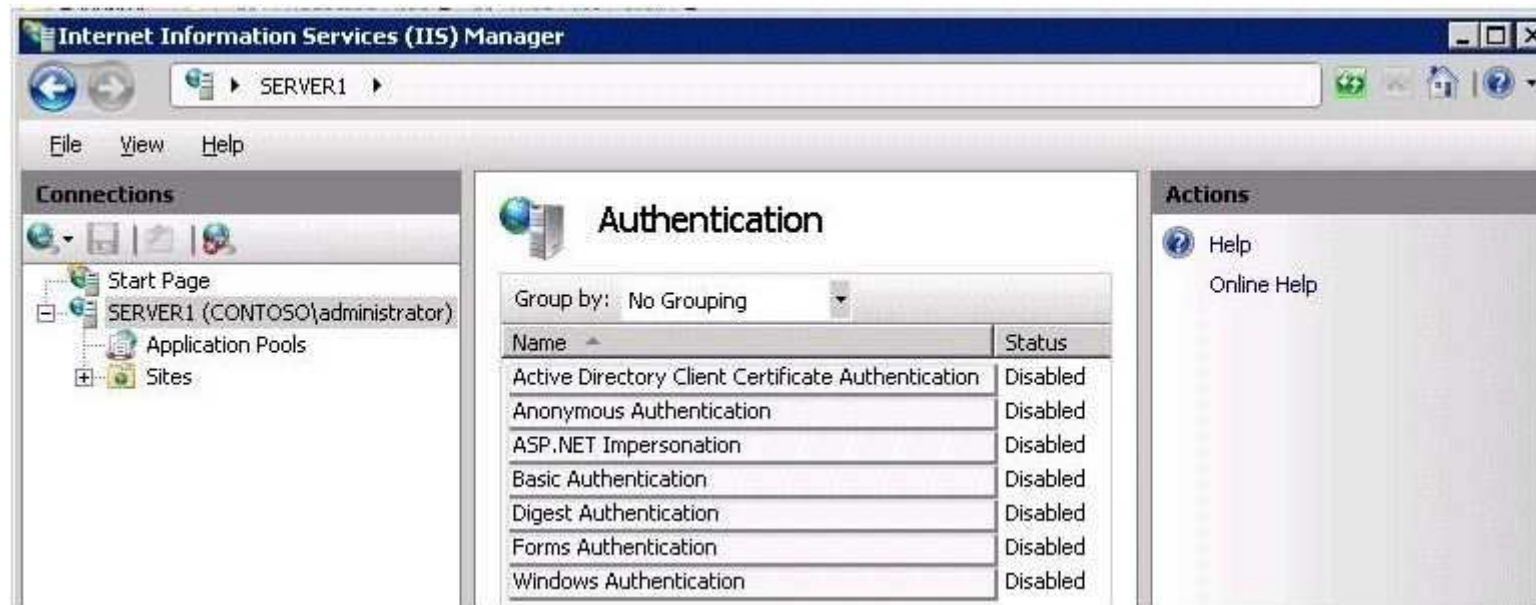 Internet Information Services (IIS) Manager
SERVER1
File View Help
Connections
Start Page
SERVER1 (CONTOSO\administrator)
Application Pools
Sites
Authentication
Group by: No Grouping
Name Status
Active Directory Client Certificate Authentication Disabled
Anonymous Authentication Disabled
ASP.NET Impersonation Disabled
Basic Authentication Disabled
Digest Authentication Disabled
Forms Authentication Disabled
Windows Authentication Disabled
Actions
Help
Online Help